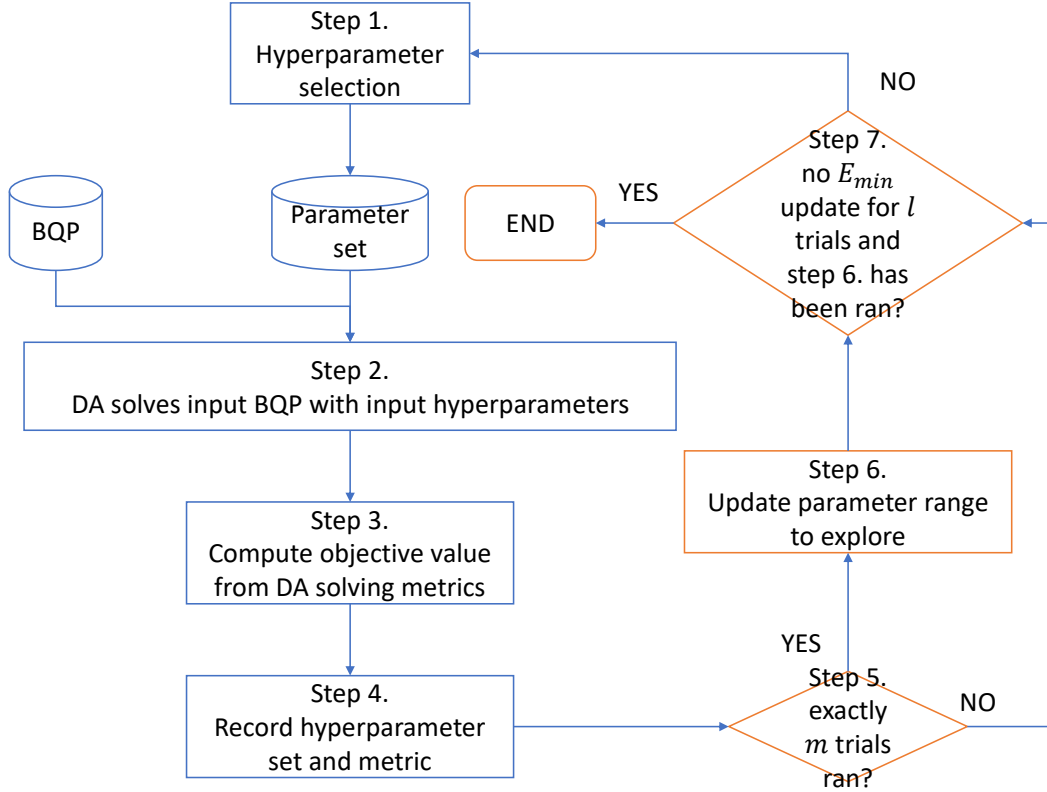 Step 1.
Hyperparameter
selection
NO
Step 7.
no E_min
update for l
trials and
step 6. has
been ran?
YES
END
BQP
Parameter
set
Step 2.
DA solves input BQP with input hyperparameters
Step 3.
Compute objective value
from DA solving metrics
Step 6.
Update parameter range
to explore
YES
Step 4.
Record hyperparameter
set and metric
Step 5.
exactly
m trials
ran?
NO